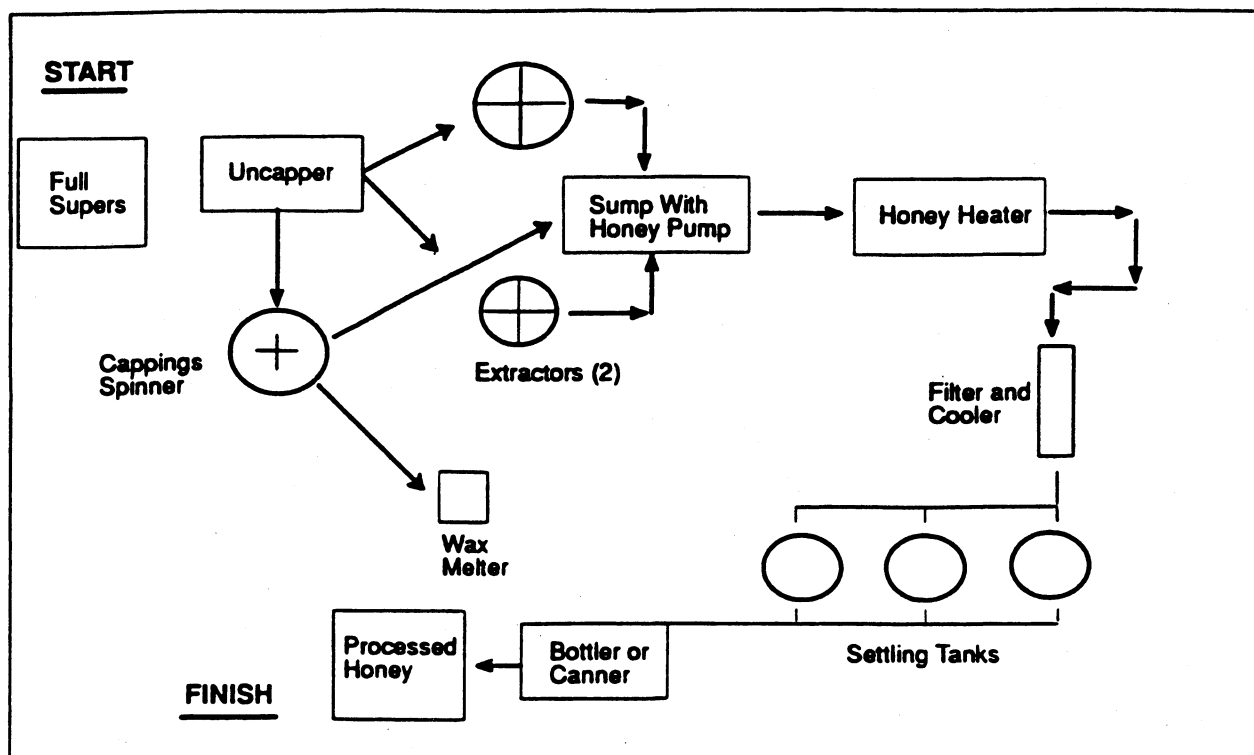 START
Full
Supers
Uncapper
Sump With
Honey Pump
Honey Heater
Cappings
Spinner
Extractors (2)
Filter and
Cooler
Wax
Melter
Settling Tanks
Bottler or
Canner
Processed
Honey
FINISH